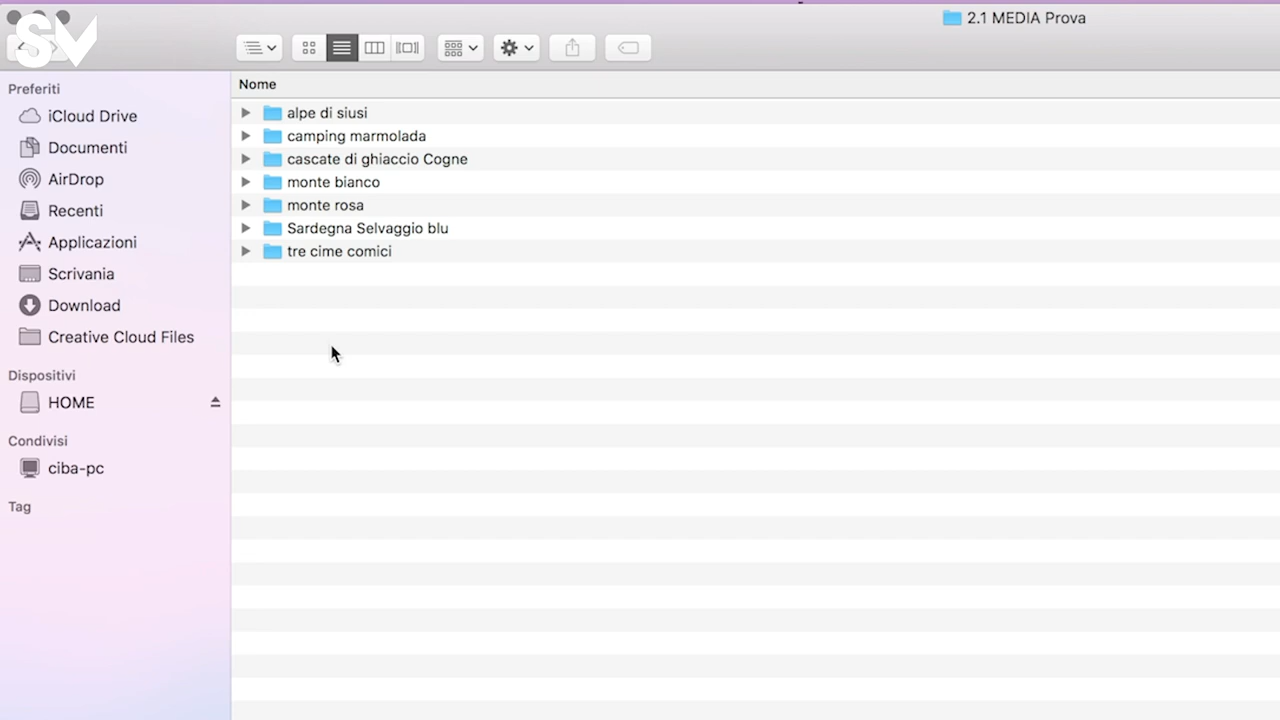 SV
2.1 MEDIA Prova
Preferiti
iCloud Drive
Documenti
AirDrop
Recenti
Applicazioni
Scrivania
Download
Creative Cloud Files
Dispositivi
HOME
Condivisi
ciba-pc
Tag
Nome
alpe di siusi
camping marmolada
cascate di ghiaccio Cogne
monte bianco
monte rosa
Sardegna Selvaggio blu
tre cime comici